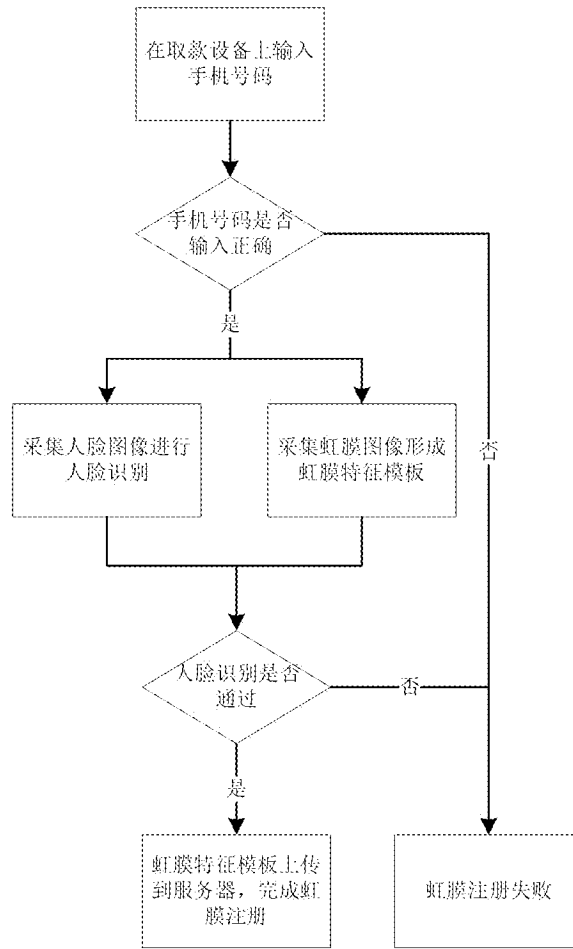 在取款设备上输入
手机号码
手机号码是否
输入正确
是
采集人脸图像进行
人脸识别
采集虹膜图像形成
虹膜特征模板
否
人脸识别是否
通过
否
是
虹膜特征模板上传
到服务器，完成虹
膜注册
虹膜注册失败